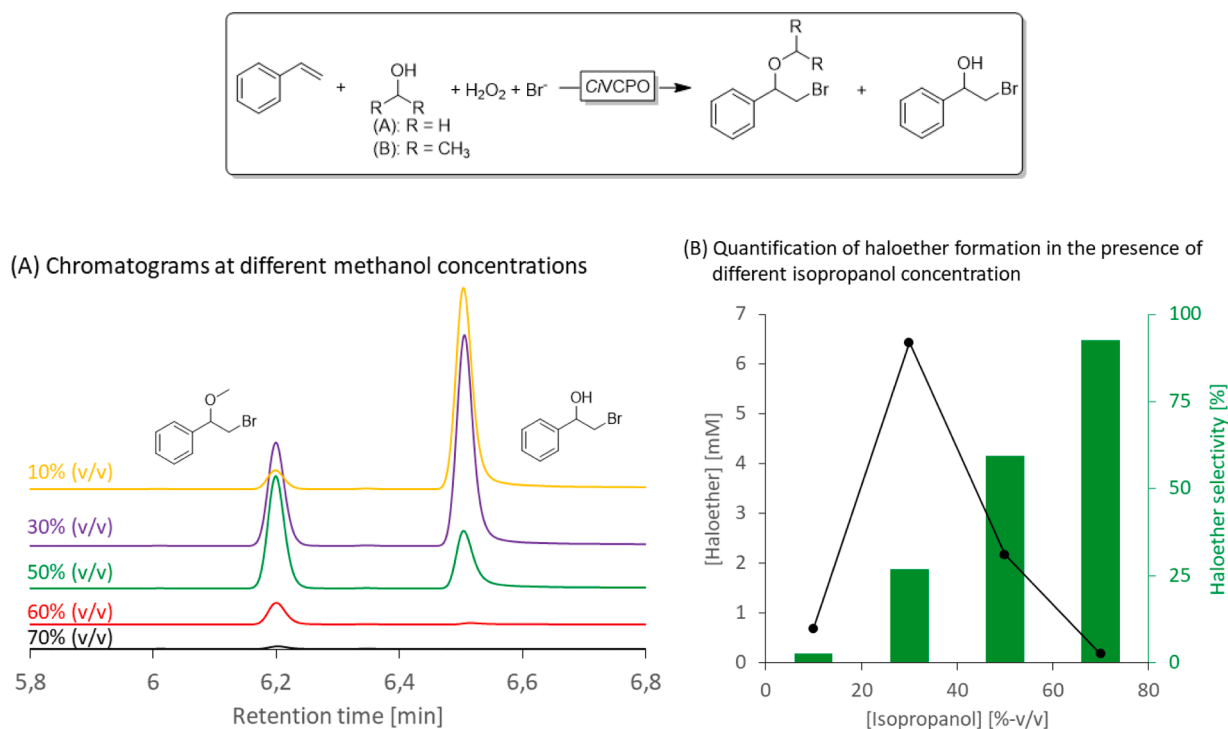 OH
+
R R
(A): R = H
(B): R = CH₃
+ H₂O₂ + Br⁻
CiVCPO
R
R
O
Br
+
OH
Br
(A) Chromatograms at different methanol concentrations
O
Br
OH
Br
10% (v/v)
30% (v/v)
50% (v/v)
60% (v/v)
70% (v/v)
5,8 6 6,2 6,4 6,6 6,8
Retention time [min]
(B) Quantification of haloether formation in the presence of
different isopropanol concentration
7
6
5
4
3
2
1
0
[Haloether] [mM]
100
75
50
25
0
Haloether selectivity [%]
0 20 40 60 80
[Isopropanol] [%-v/v]